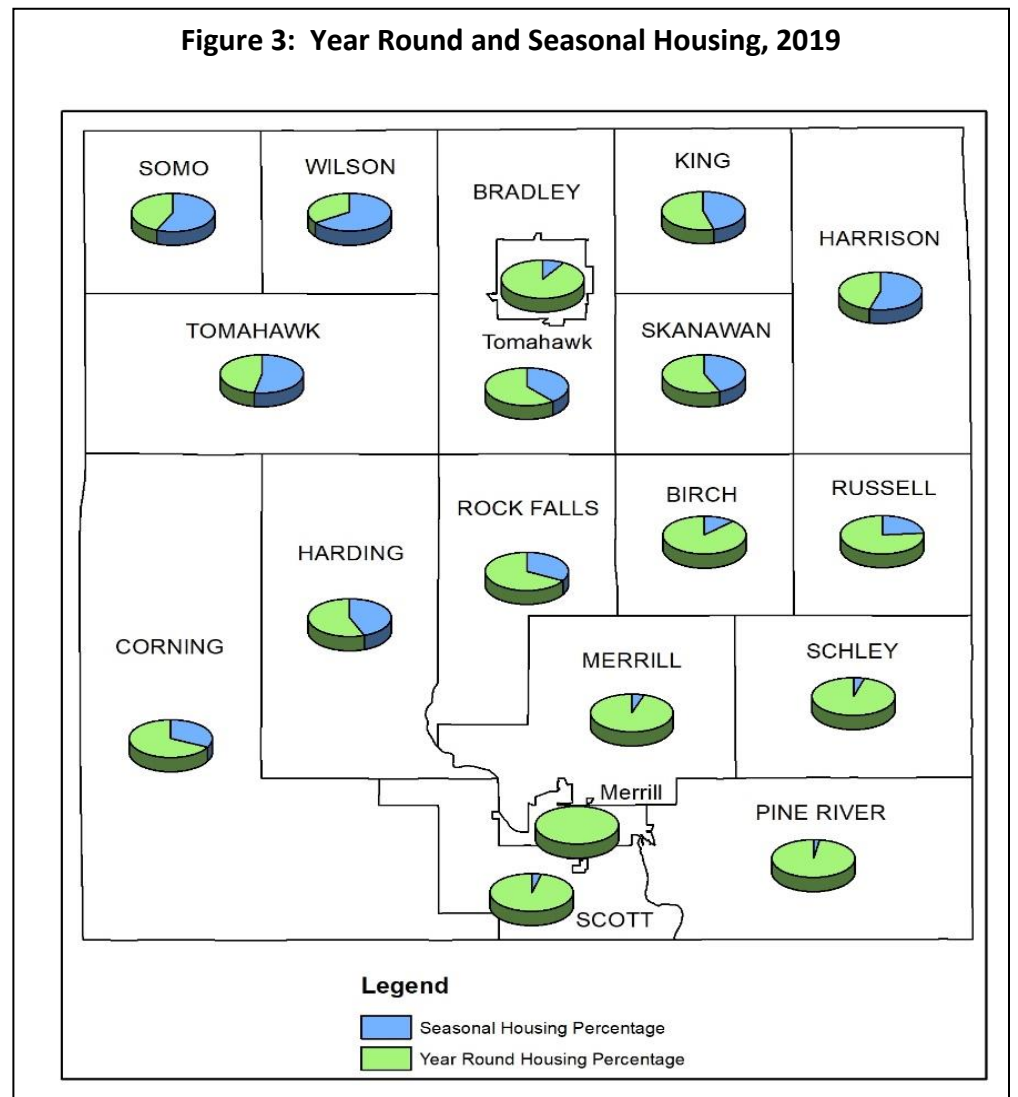 Figure 3: Year Round and Seasonal Housing, 2019
SOMO
WILSON
BRADLEY
KING
HARRISON
TOMAHAWK
Tomahawk
SKANAWAN
CORNING
HARDING
ROCK FALLS
BIRCH
RUSSELL
MERRILL
SCHLEY
Merrill
PINE RIVER
SCOTT
Legend
Seasonal Housing Percentage
Year Round Housing Percentage